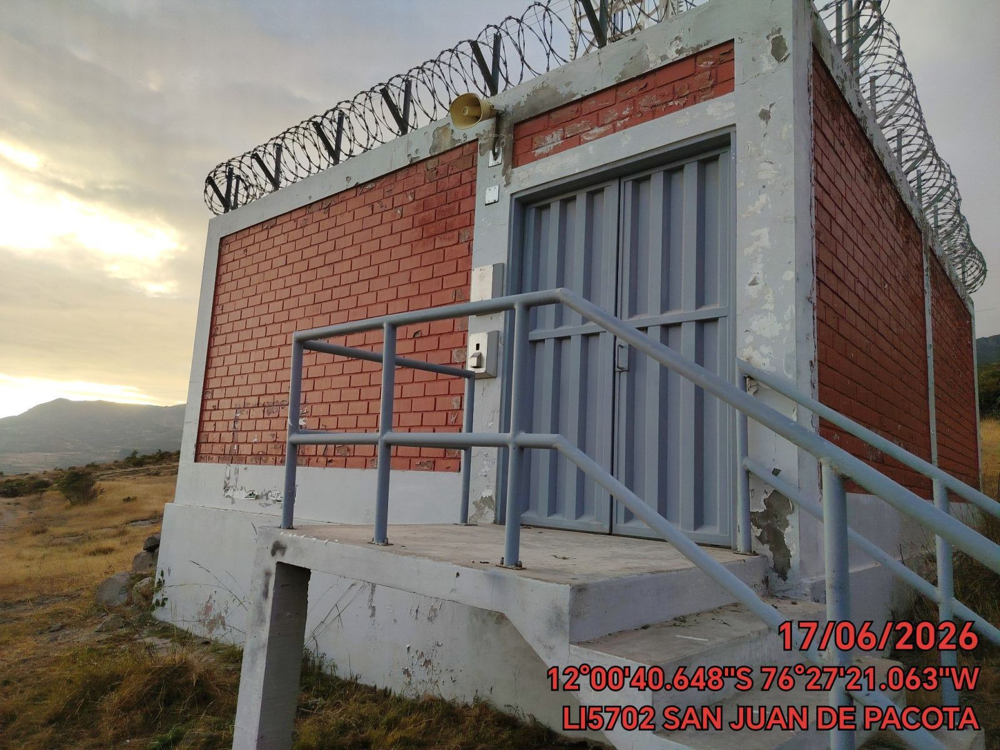 17/06/2026
12°00'40.648"S 76°27'21.063"W
LI5702 SAN JUAN DE PACOTA